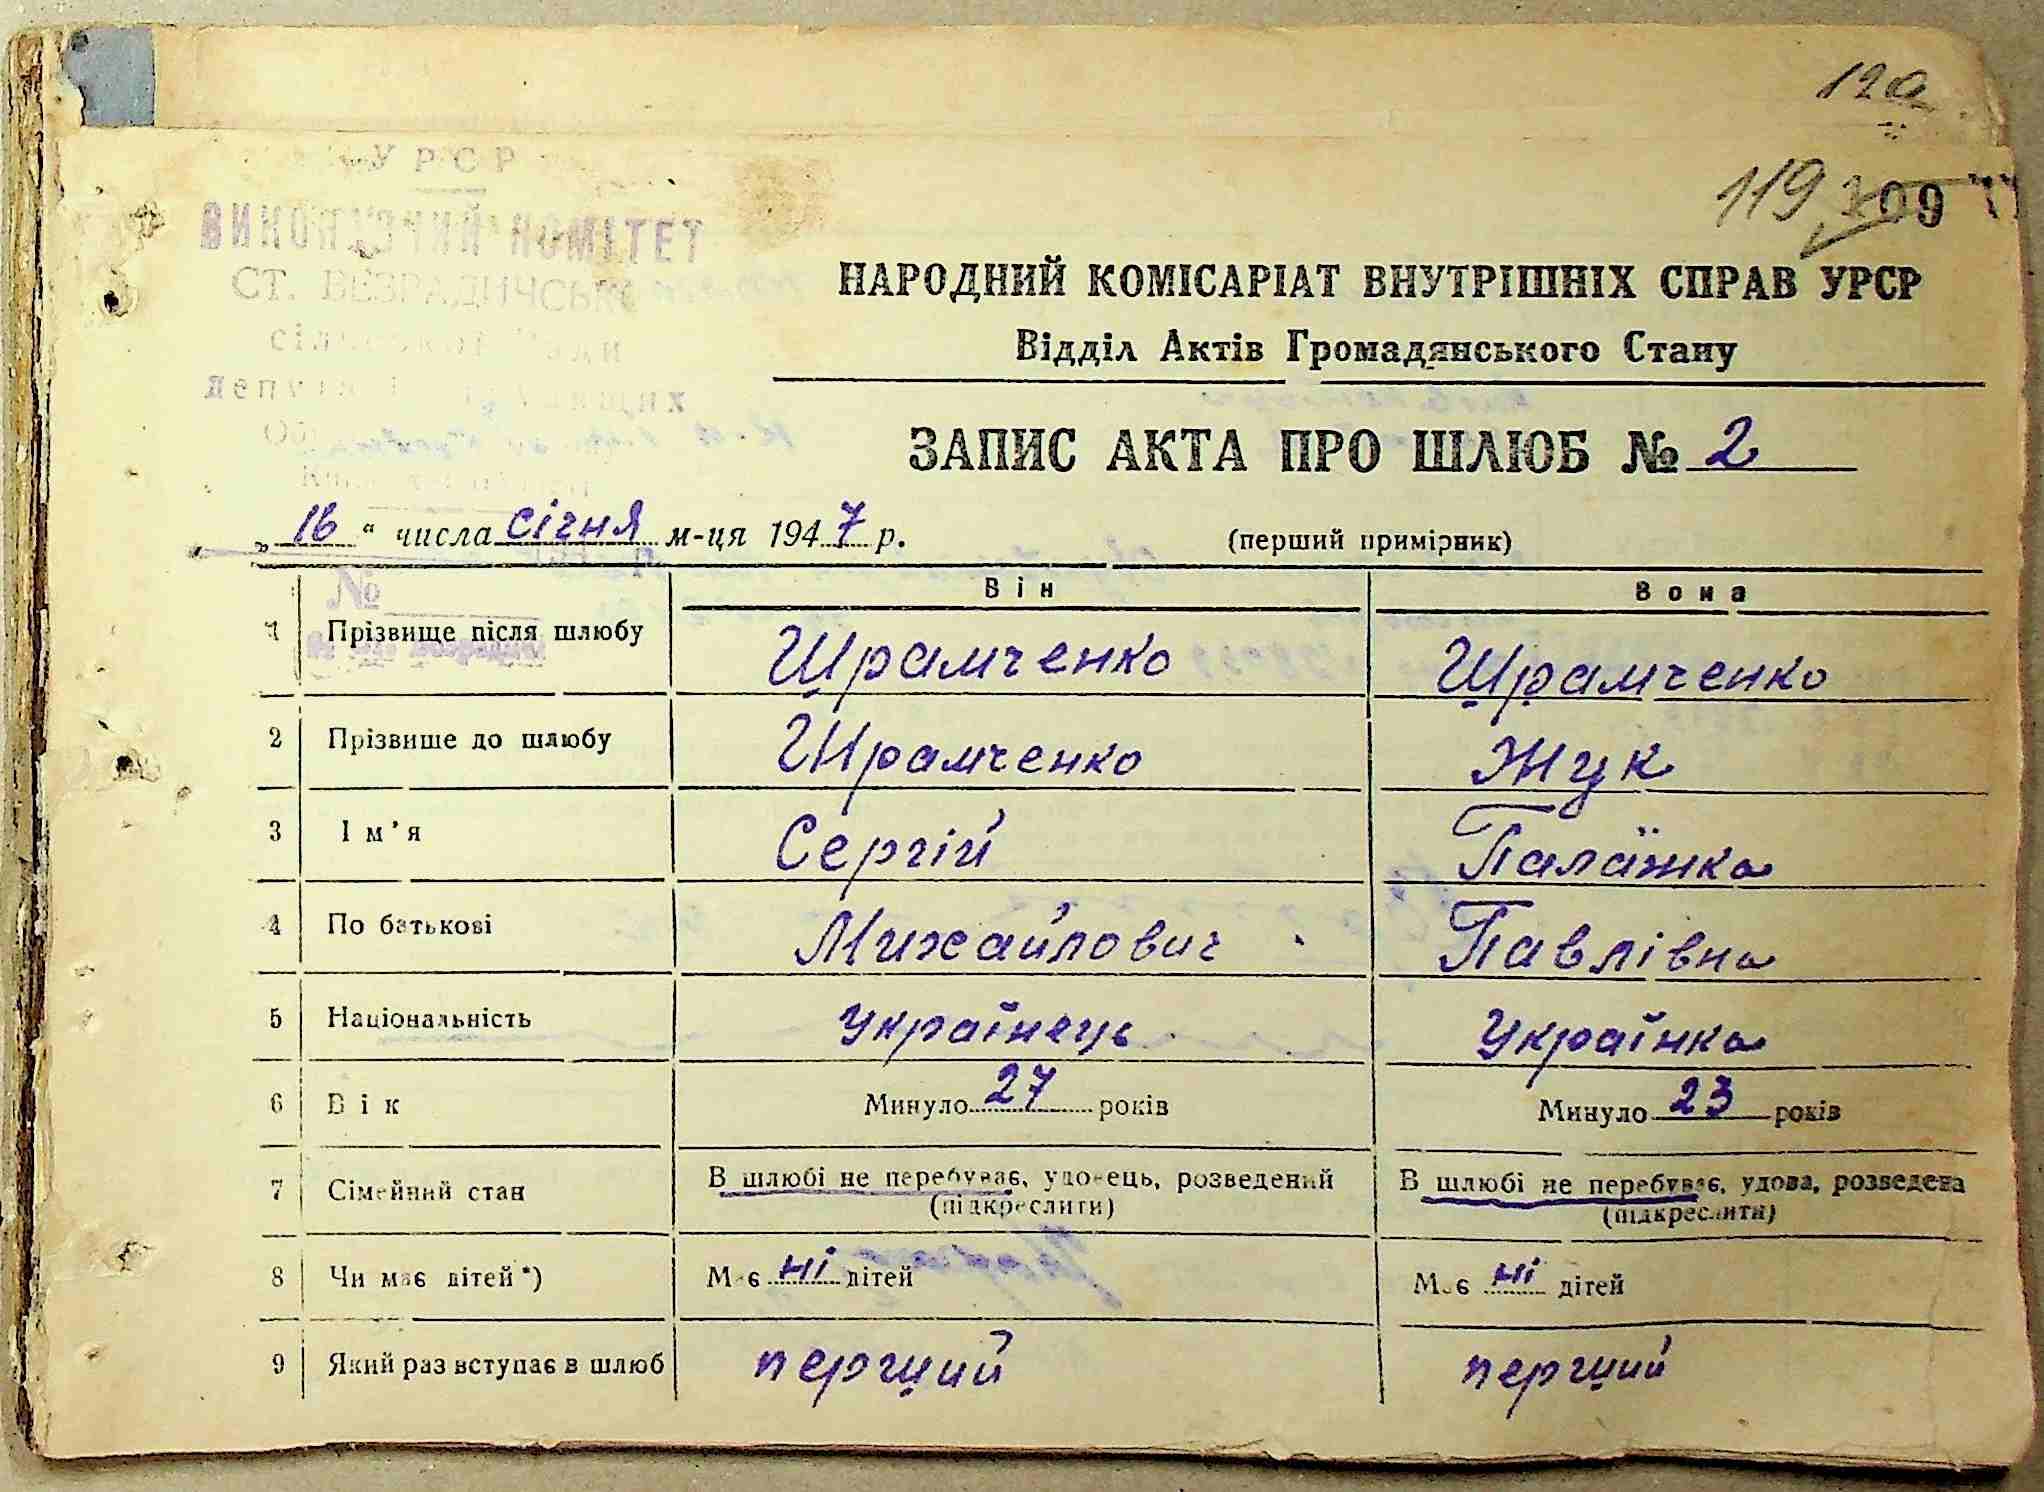 120
119 109
УРСР
ВИКОНАВЧИЙ КОМІТЕТ
СТ. БЕЗРАДИЧСЬКО
сільської Ради
НАРОДНИЙ КОМІСАРІАТ ВНУТРІШНІХ СПРАВ УРСР
Відділ Актів Громадянського Стану
ЗАПИС АКТА ПРО ШЛЮБ № 2
„16“ числа січня м-ця 1947 р. (перший примірник)
№
Він Вона
1 Прізвище після шлюбу Шрамченко Шрамченко
2 Прізвише до шлюбу Шрамченко Жук
3 Ім'я Сергій Палажка
4 По батькові Михайлович Павлівна
5 Національність українець Українка
6 Вік Минуло 27 років Минуло 23 років
7 Сімейний стан В шлюбі не перебуває, удовець, розведений В шлюбі не перебуває, удова, розведена
(підкреслити) (підкреслити)
8 Чи має дітей*) Має ні дітей Має ні дітей
9 Який раз вступає в шлюб перший перший